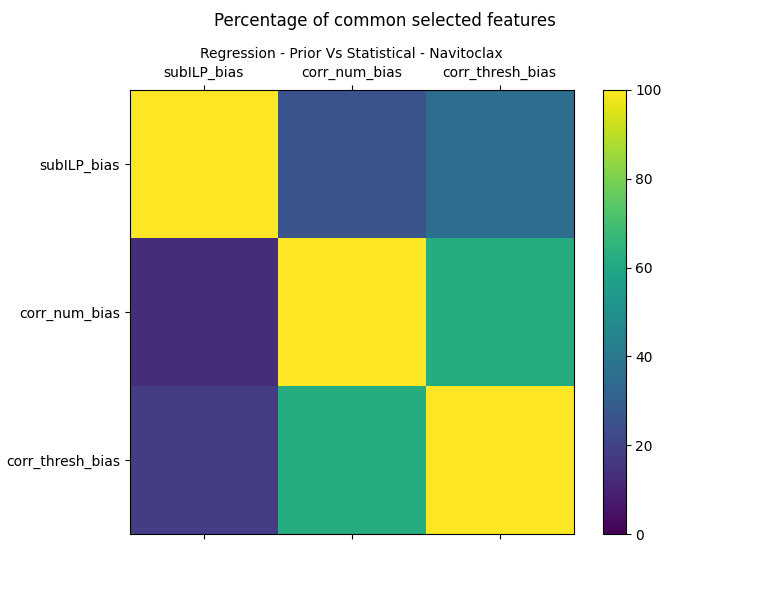 Percentage of common selected features
Regression - Prior Vs Statistical - Navitoclax
subILP_bias corr_num_bias corr_thresh_bias
100
subILP_bias
80
60
corr_num_bias
40
corr_thresh_bias
20
0